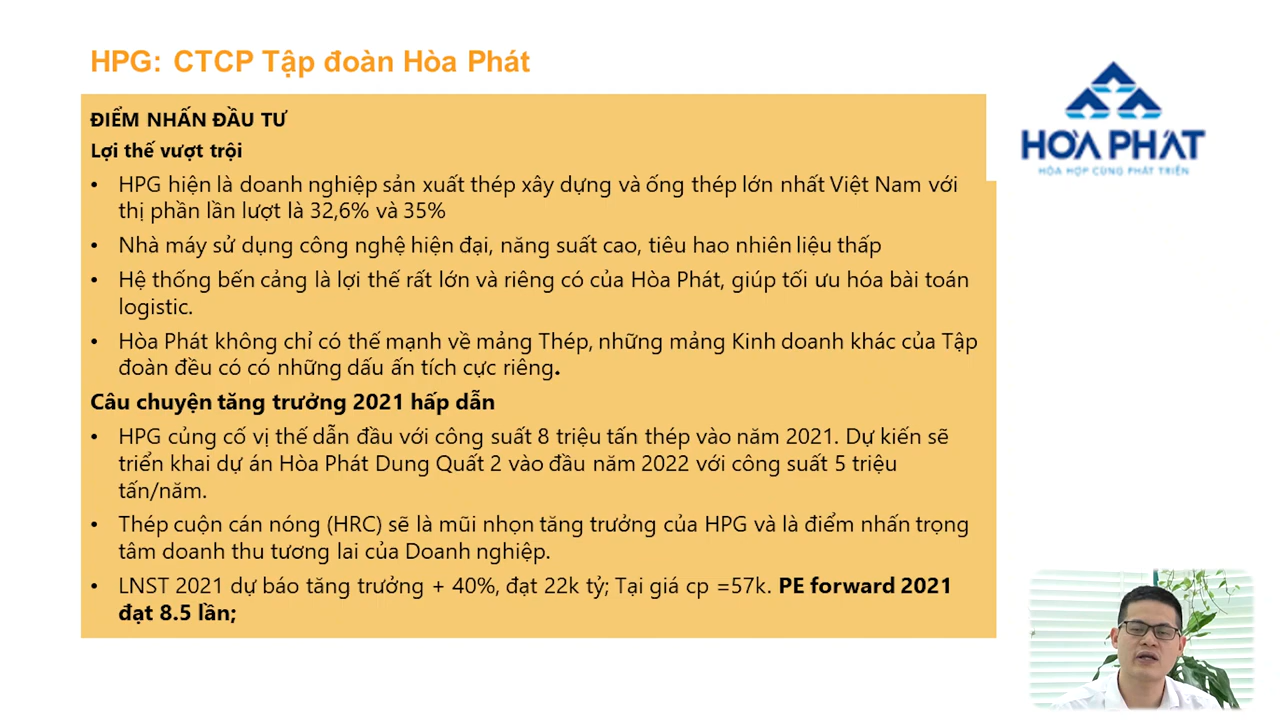 HPG: CTCP Tập đoàn Hòa Phát
HÒA PHÁT
HÒA HỢP CÙNG PHÁT TRIỂN
ĐIỂM NHẤN ĐẦU TƯ
Lợi thế vượt trội
• HPG hiện là doanh nghiệp sản xuất thép xây dựng và ống thép lớn nhất Việt Nam với
thị phần lần lượt là 32,6% và 35%
• Nhà máy sử dụng công nghệ hiện đại, năng suất cao, tiêu hao nhiên liệu thấp
• Hệ thống bến cảng là lợi thế rất lớn và riêng có của Hòa Phát, giúp tối ưu hóa bài toán
logistic.
• Hòa Phát không chỉ có thế mạnh về mảng Thép, những mảng Kinh doanh khác của Tập
đoàn đều có có những dấu ấn tích cực riêng.
Câu chuyện tăng trưởng 2021 hấp dẫn
• HPG củng cố vị thế dẫn đầu với công suất 8 triệu tấn thép vào năm 2021. Dự kiến sẽ
triển khai dự án Hòa Phát Dung Quất 2 vào đầu năm 2022 với công suất 5 triệu
tấn/năm.
• Thép cuộn cán nóng (HRC) sẽ là mũi nhọn tăng trưởng của HPG và là điểm nhấn trọng
tâm doanh thu tương lai của Doanh nghiệp.
• LNST 2021 dự báo tăng trưởng + 40%, đạt 22k tỷ; Tại giá cp =57k. PE forward 2021
đạt 8.5 lần;